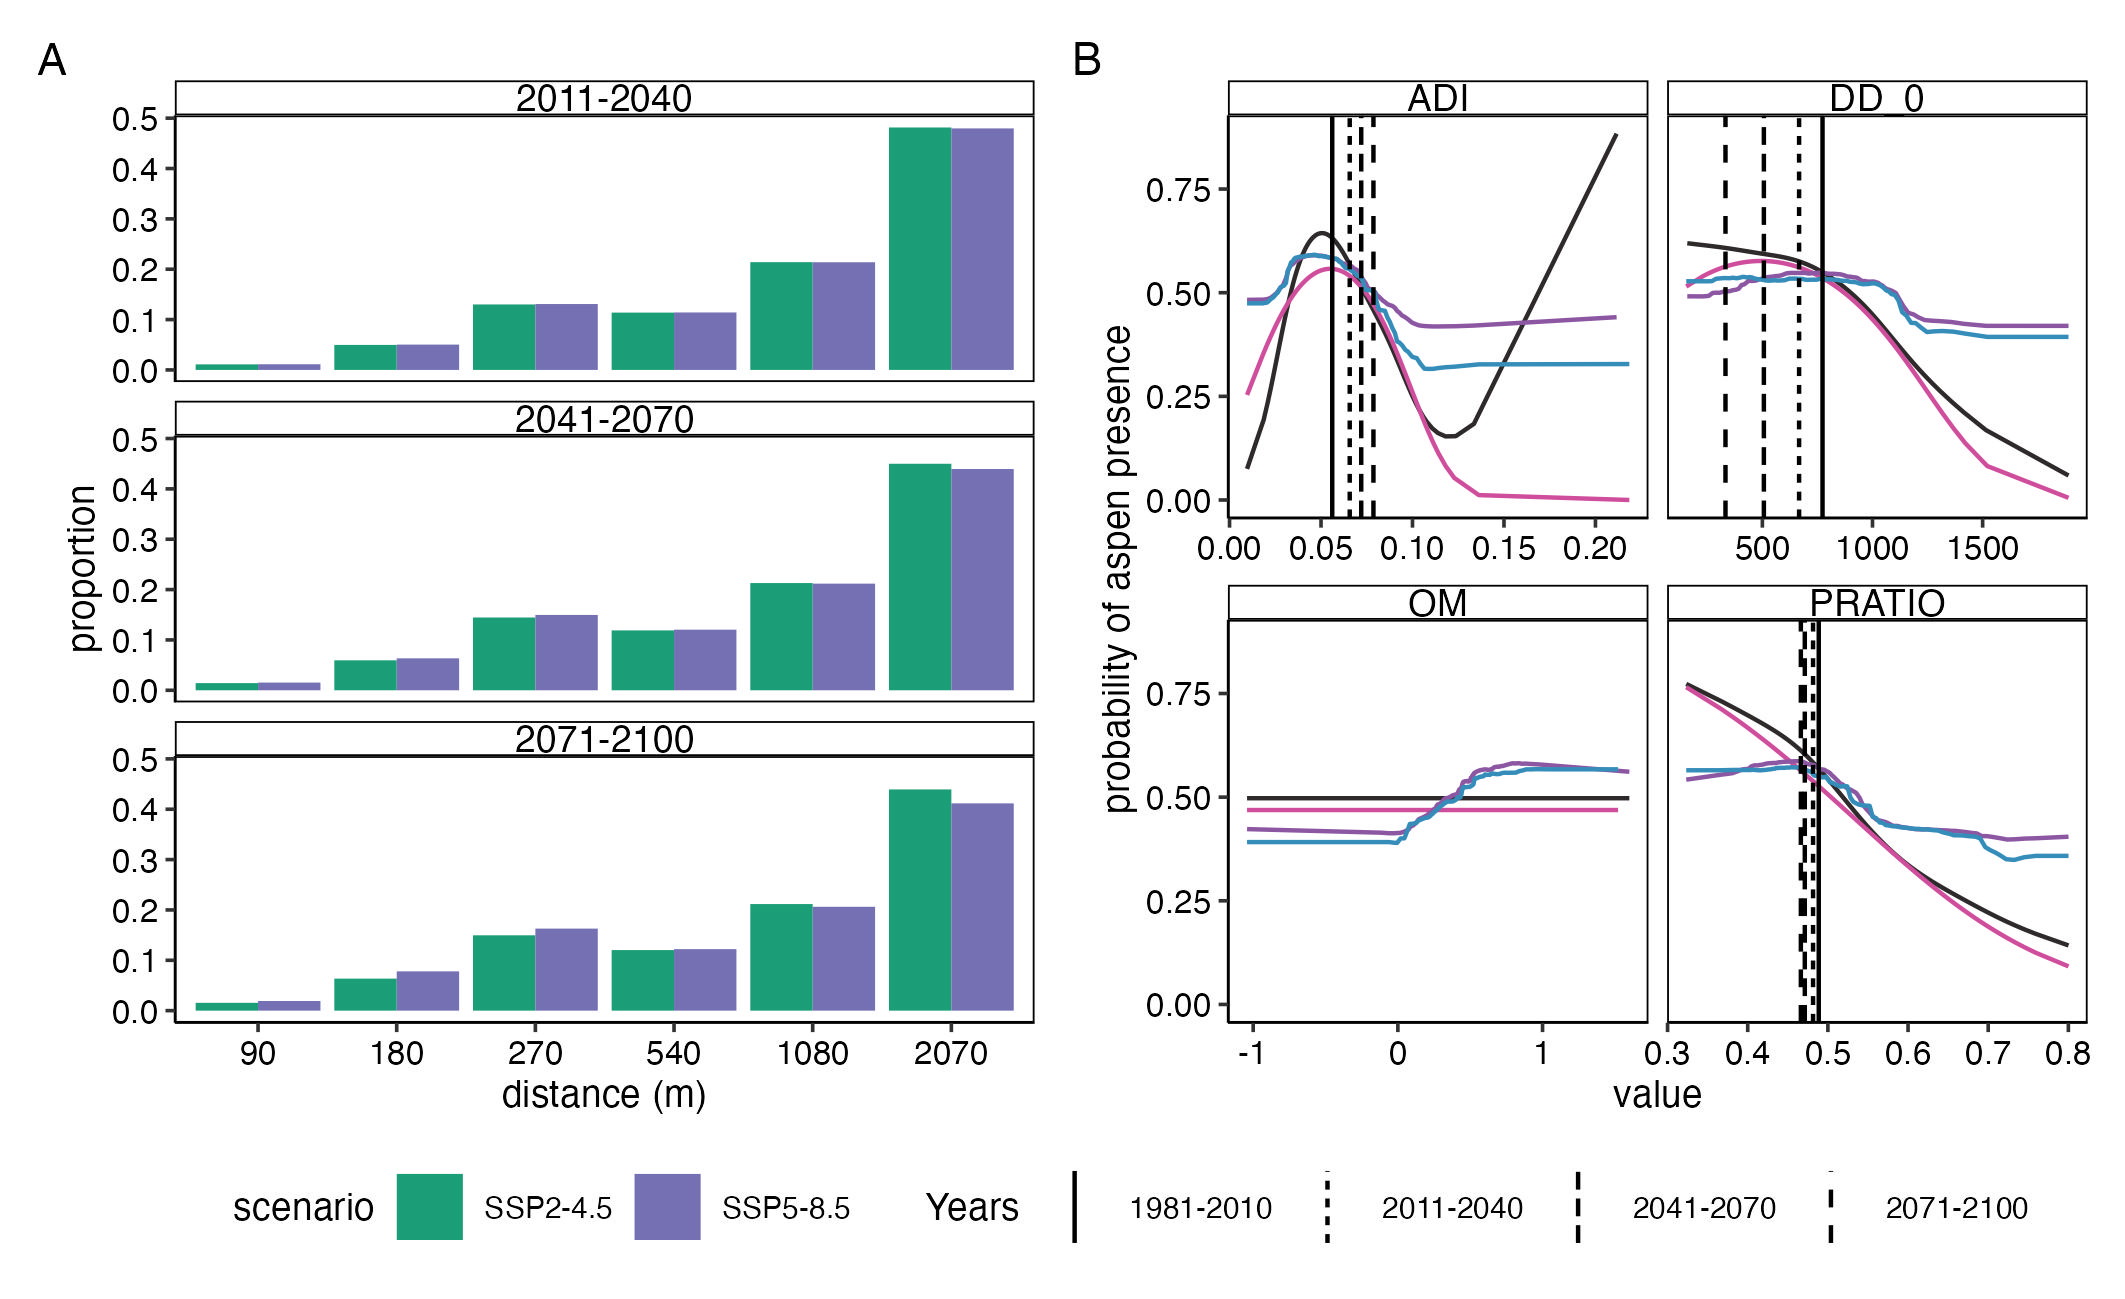 A
2011-2040
0.5
0.4
0.3
0.2
0.1
0.0
2041-2070
0.5
0.4
0.3
0.2
0.1
0.0
2071-2100
0.5
0.4
0.3
0.2
0.1
0.0
proportion
90 180 270 540 1080 2070
distance (m)
B
ADI DD_0
0.75
0.50
0.25
0.00
0.00 0.05 0.10 0.15 0.20 500 1000 1500
OM PRATIO
0.75
0.50
0.25
0.00
probability of aspen presence
-1 0 1 0.3 0.4 0.5 0.6 0.7 0.8
value
scenario SSP2-4.5 SSP5-8.5 Years 1981-2010 2011-2040 2041-2070 2071-2100